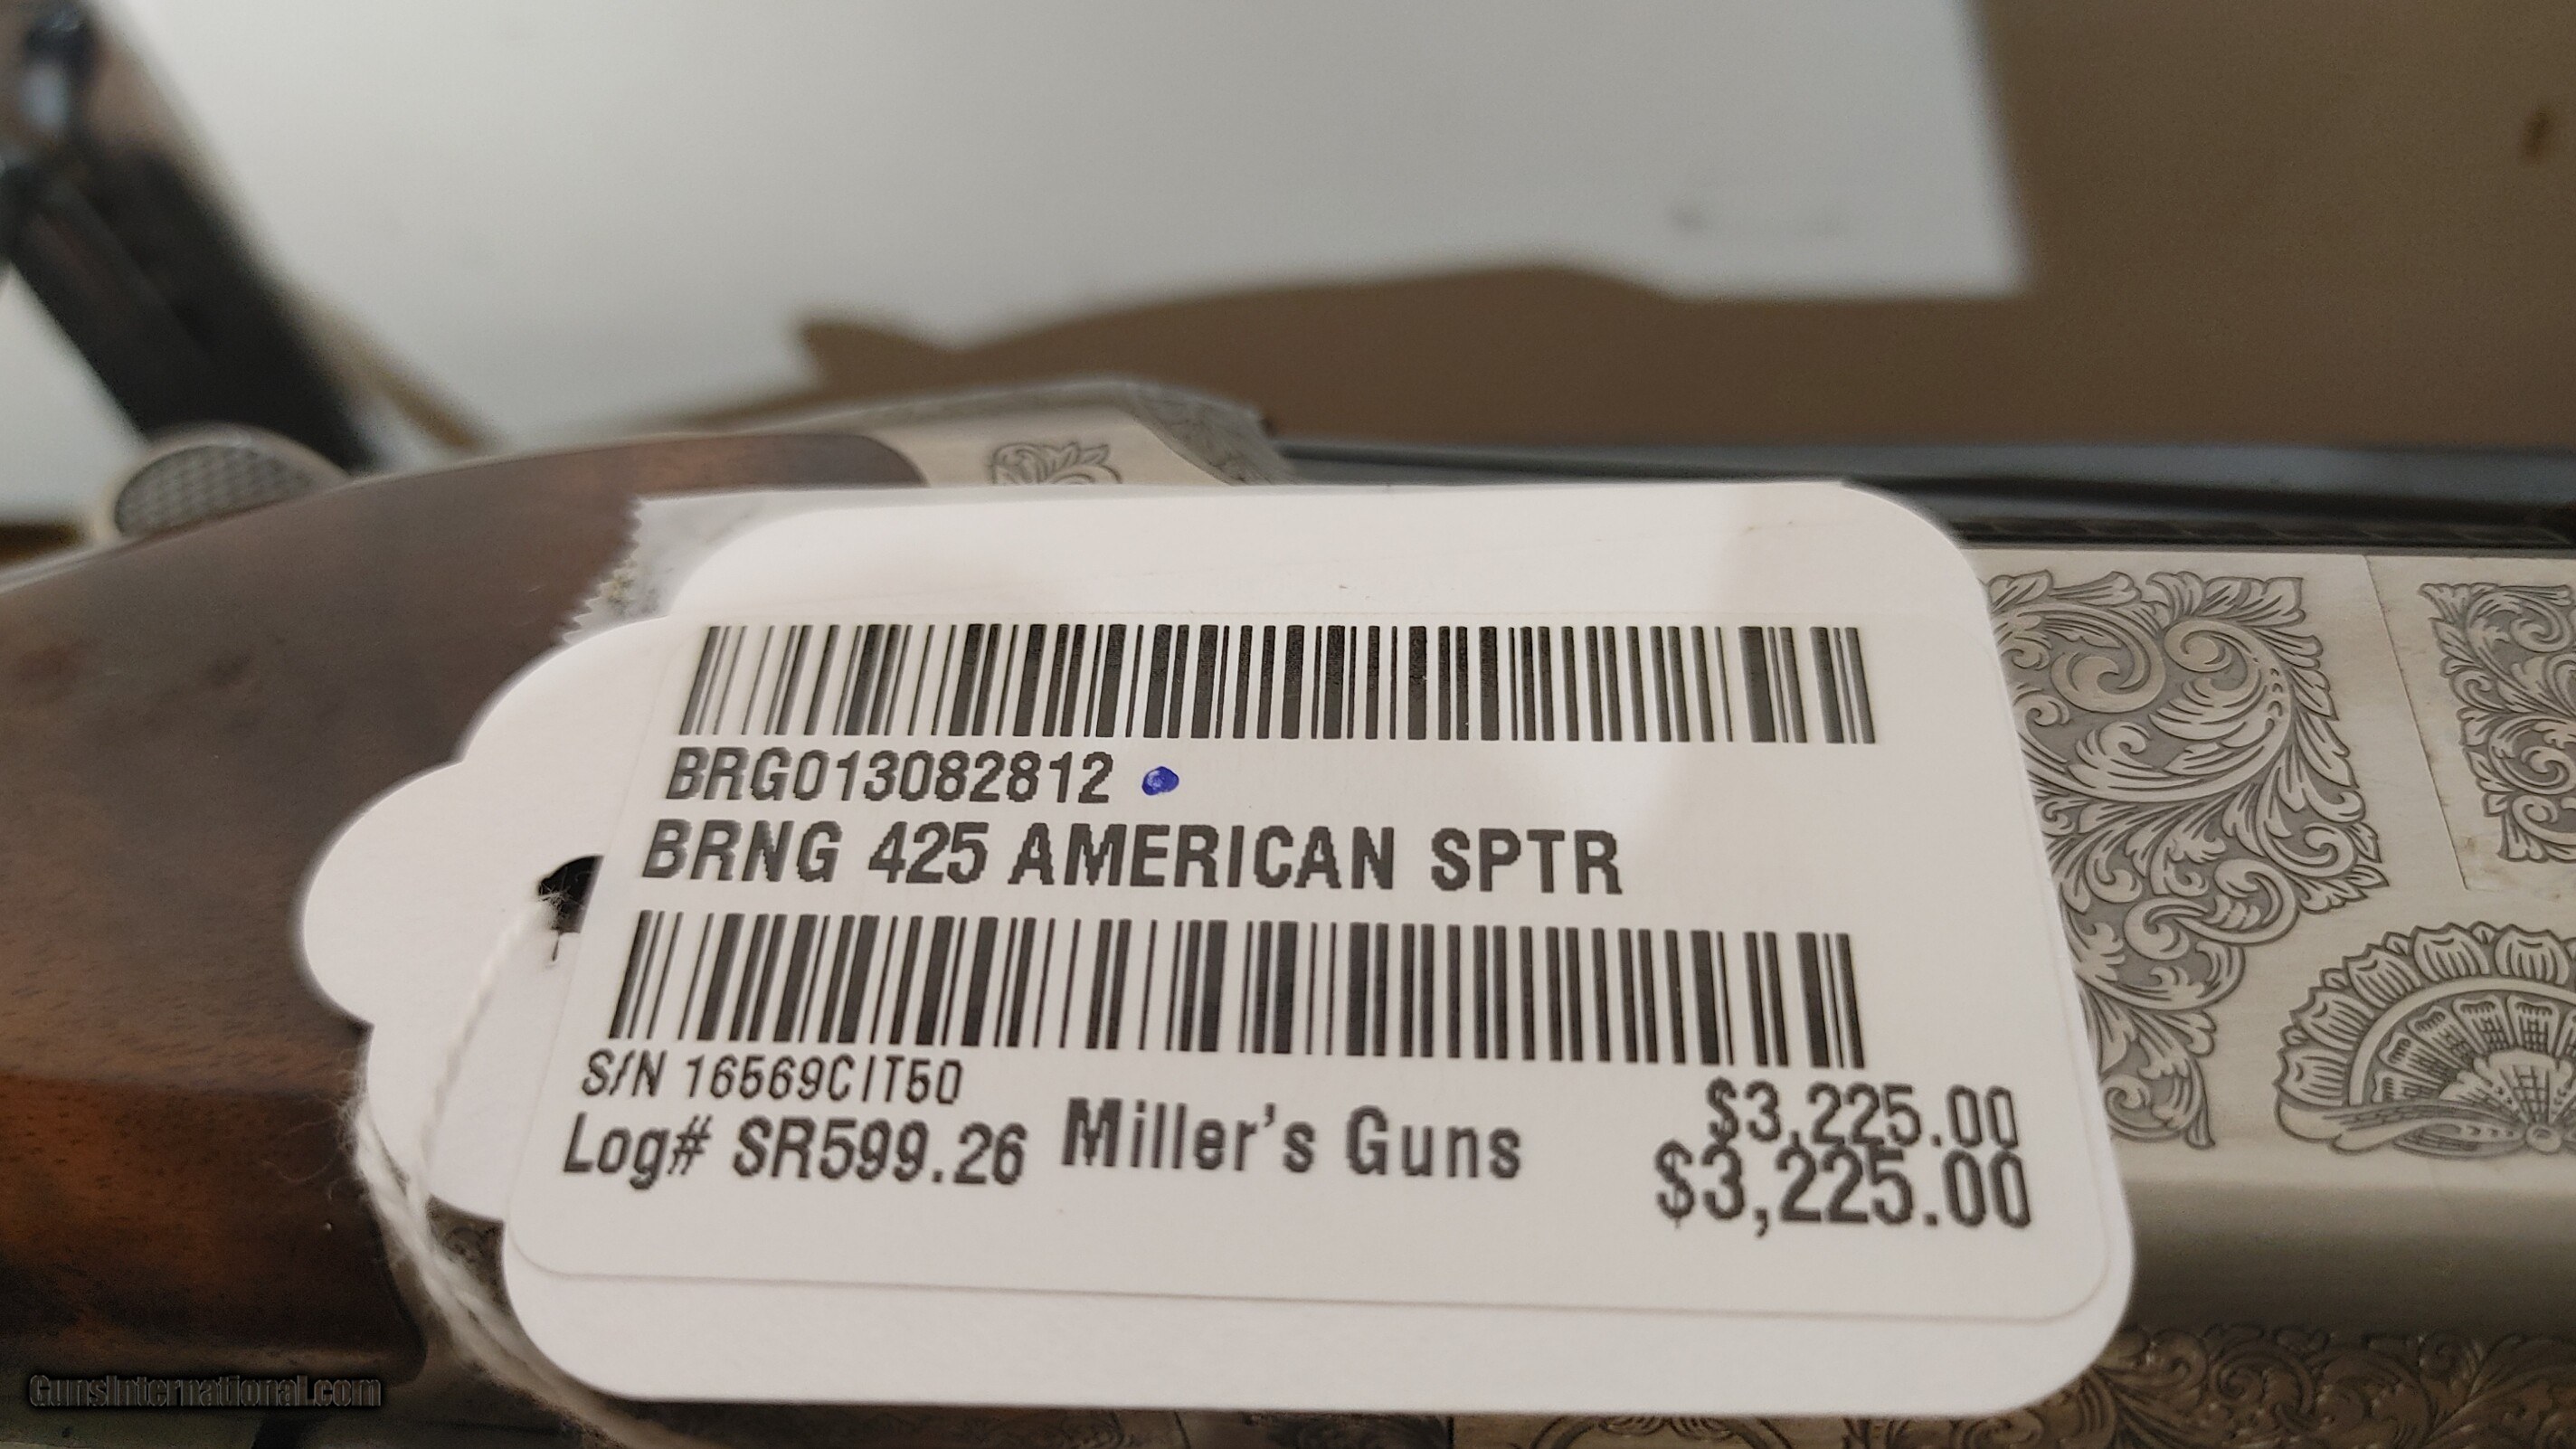 BRG013082812
BRNG 425 AMERICAN SPTR
S/N 16569CIT50
Log# SR599.26 Miller's Guns
$3,225.00
$3,225.00
GunsInternational.com